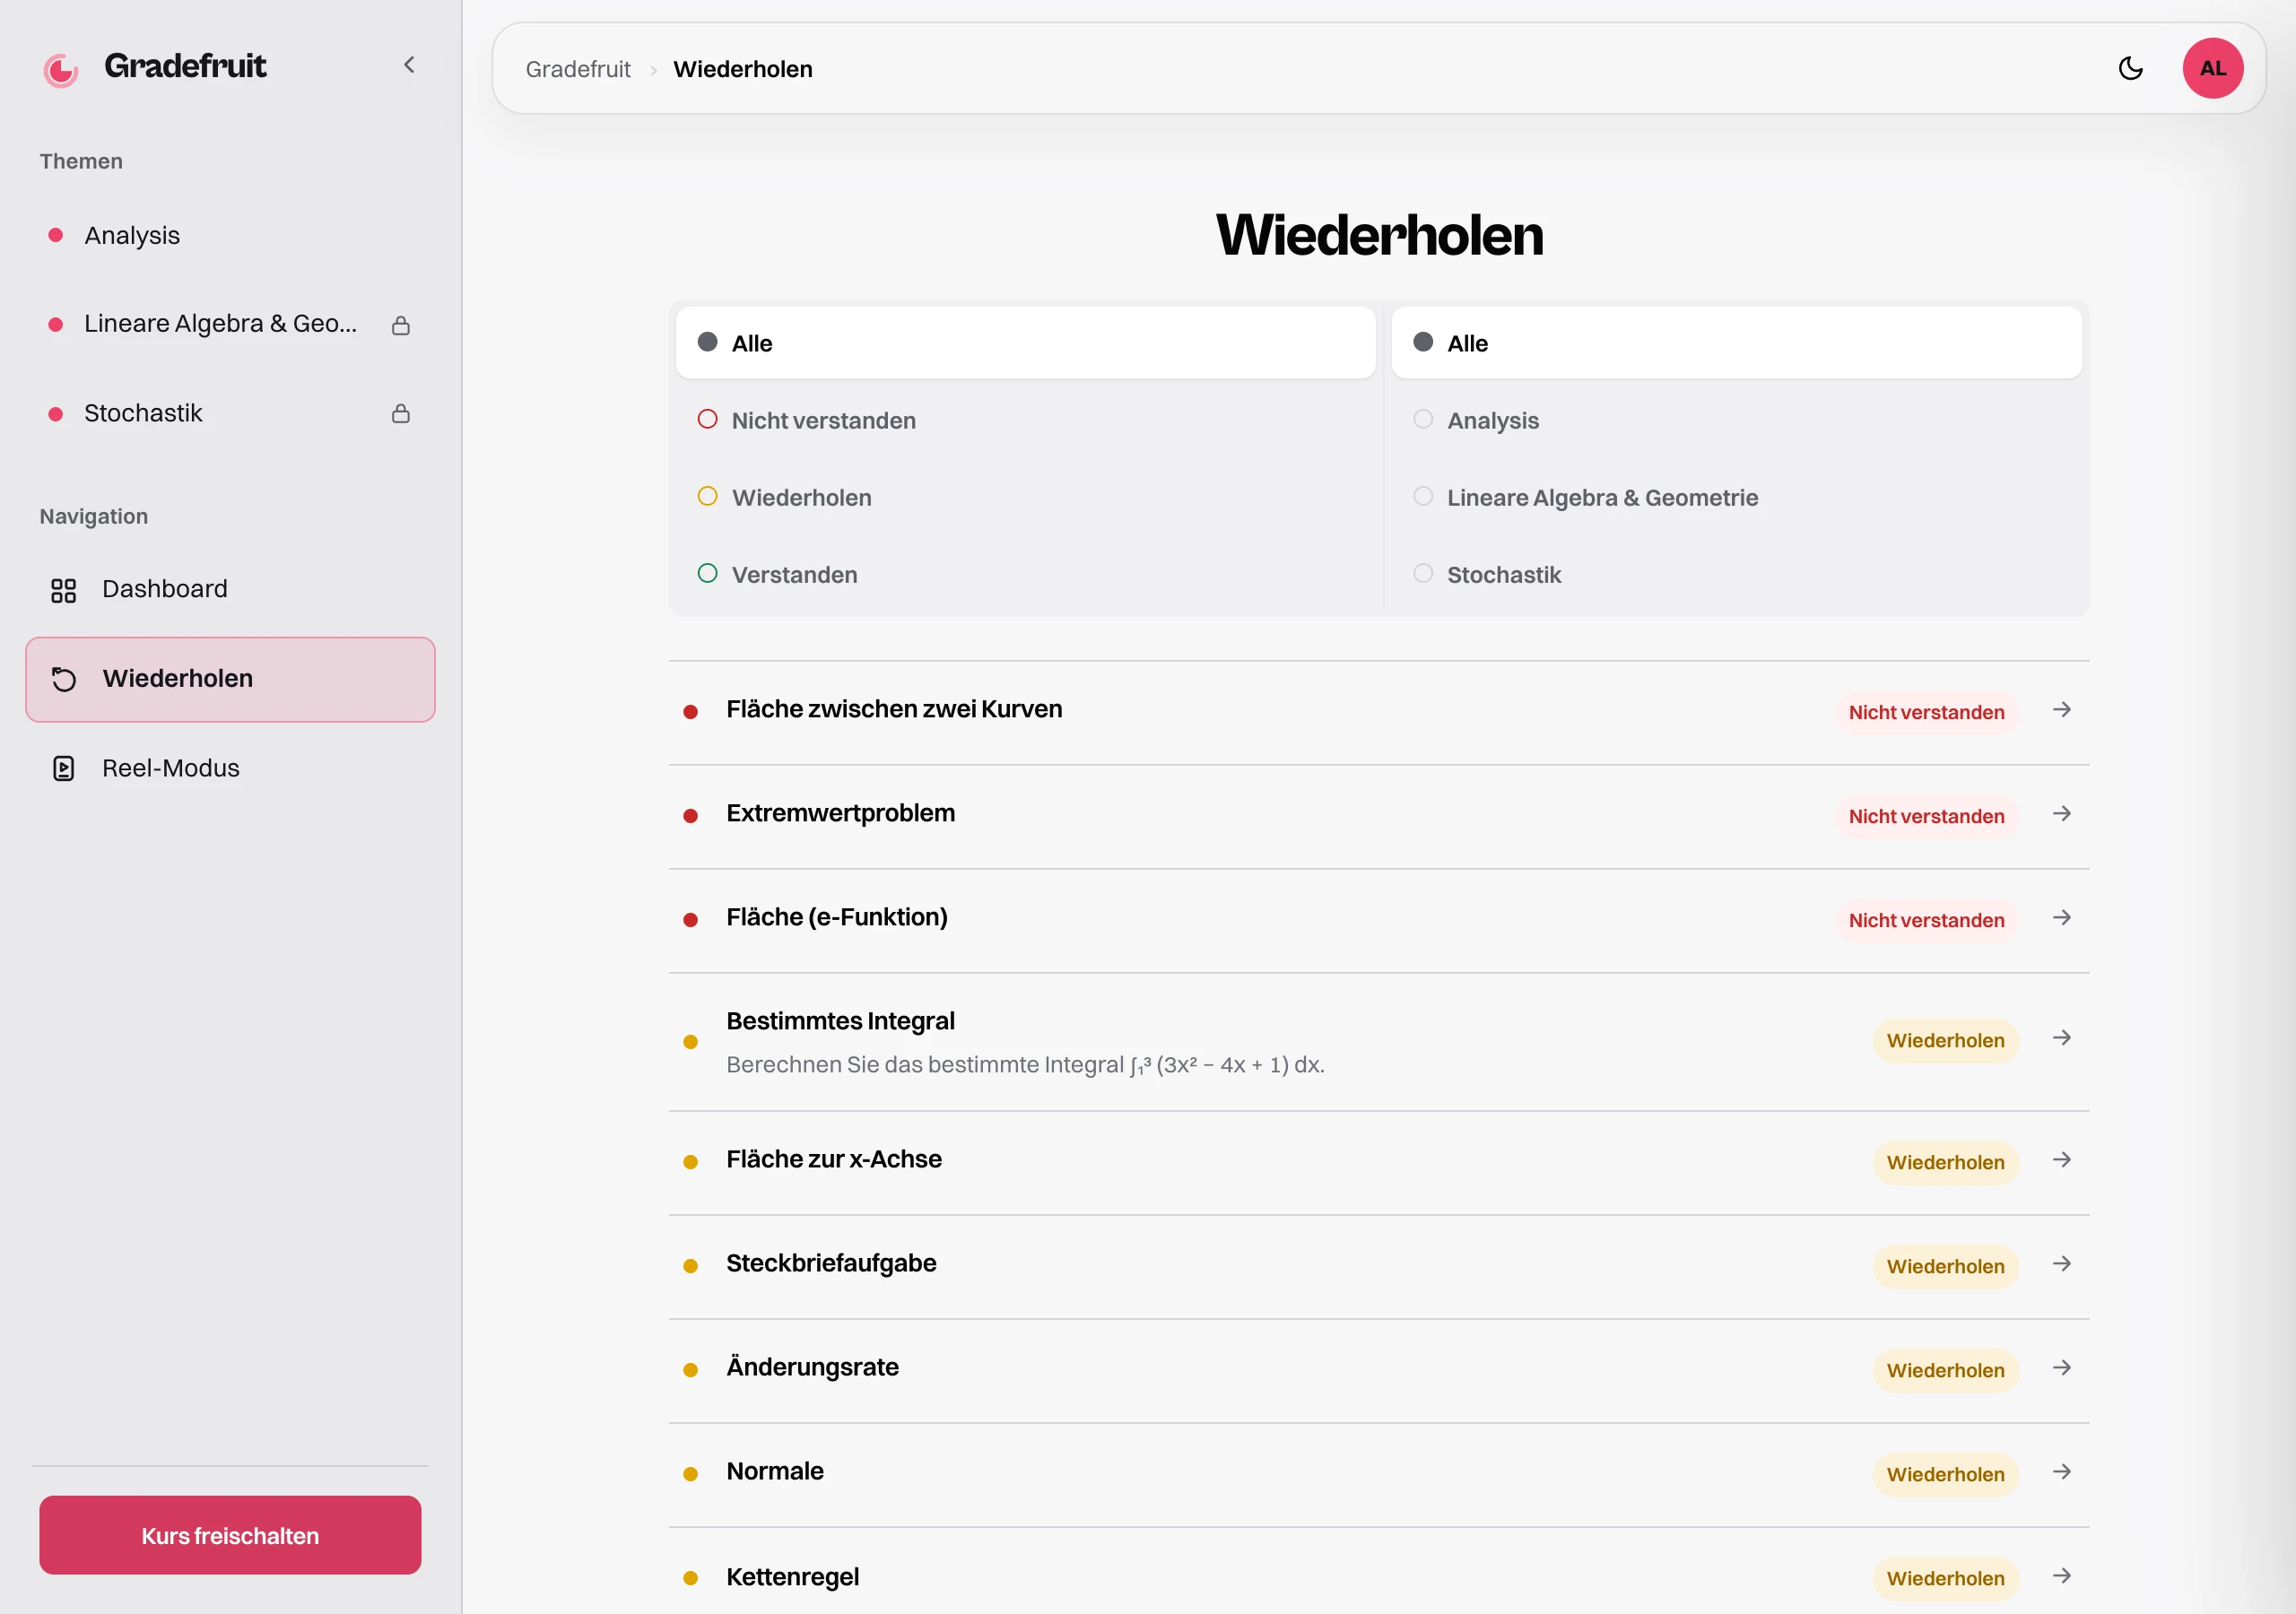 Gradefruit
Themen
Analysis
Lineare Algebra & Geo...
Stochastik
Navigation
Dashboard
Wiederholen
Reel-Modus
Kurs freischalten
Gradefruit › Wiederholen
AL
Wiederholen
Alle
Nicht verstanden
Wiederholen
Verstanden
Alle
Analysis
Lineare Algebra & Geometrie
Stochastik
Fläche zwischen zwei Kurven Nicht verstanden →
Extremwertproblem Nicht verstanden →
Fläche (e-Funktion) Nicht verstanden →
Bestimmtes Integral Wiederholen →
Berechnen Sie das bestimmte Integral ∫₁³ (3x² − 4x + 1) dx.
Fläche zur x-Achse Wiederholen →
Steckbriefaufgabe Wiederholen →
Änderungsrate Wiederholen →
Normale Wiederholen →
Kettenregel Wiederholen →